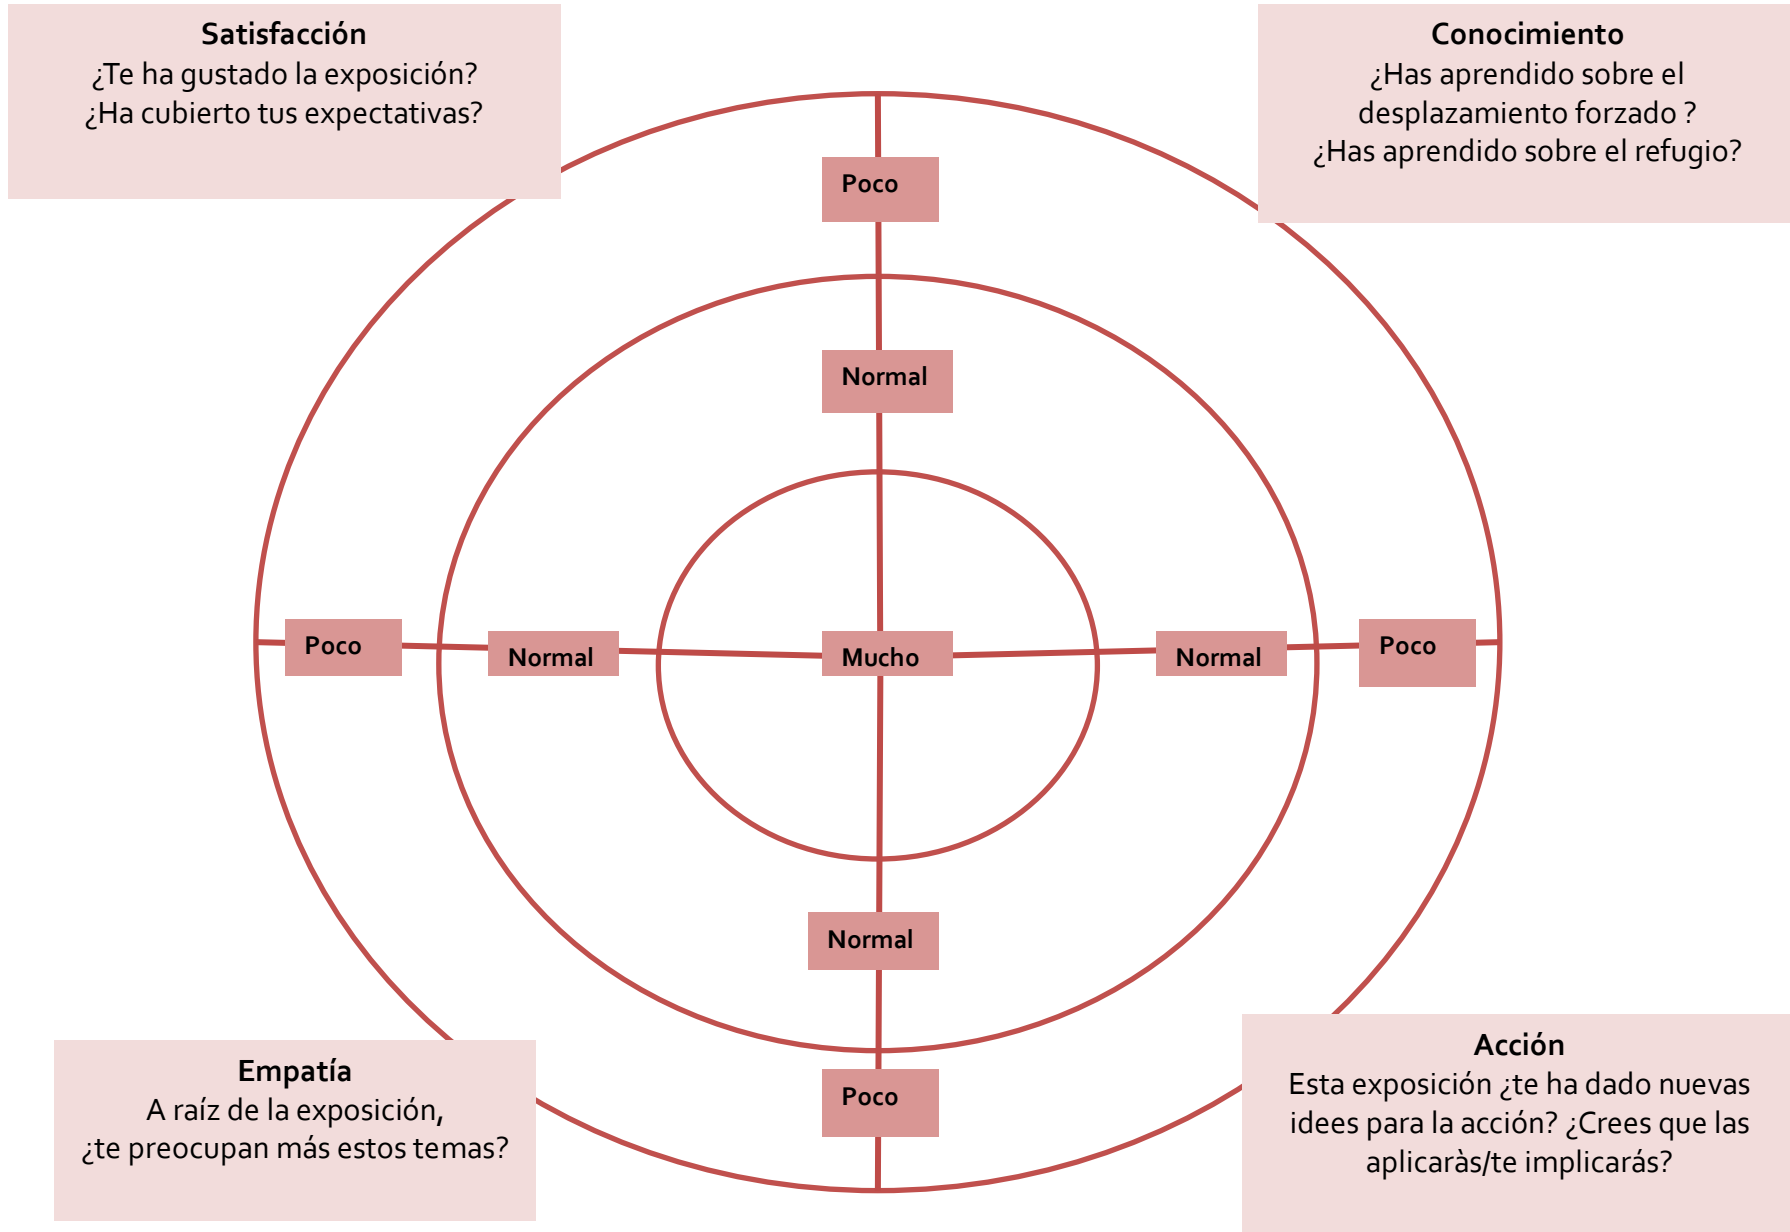 Satisfacción
¿Te ha gustado la exposición?
¿Ha cubierto tus expectativas?
Conocimiento
¿Has aprendido sobre el
desplazamiento forzado ?
¿Has aprendido sobre el refugio?
Poco
Normal
Poco
Normal
Mucho
Normal
Poco
Normal
Poco
Empatía
A raíz de la exposición,
¿te preocupan más estos temas?
Acción
Esta exposición ¿te ha dado nuevas
idees para la acción? ¿Crees que las
aplicaràs/te implicarás?